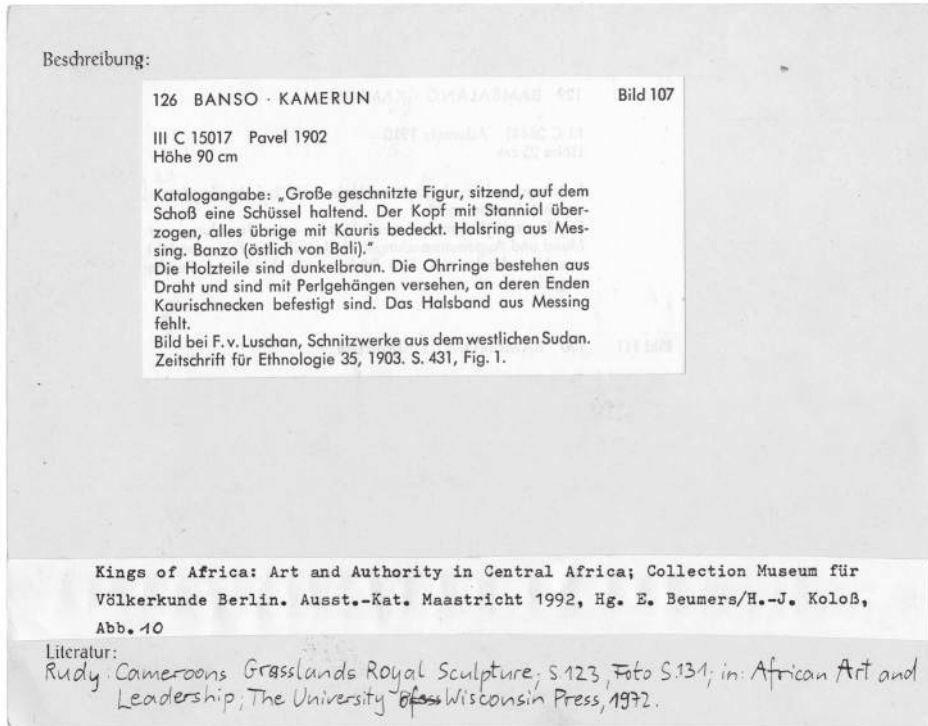 Beschreibung:
126 BANSO · KAMERUN Bild 107
III C 15017 Pavel 1902
Höhe 90 cm
Katalogangabe: „Große geschnitzte Figur, sitzend, auf dem
Schoß eine Schüssel haltend. Der Kopf mit Stanniol über-
zogen, alles übrige mit Kauris bedeckt. Halsring aus Mes-
sing. Banzo (östlich von Bali).“
Die Holzteile sind dunkelbraun. Die Ohrringe bestehen aus
Draht und sind mit Perlgehängen versehen, an deren Enden
Kaurischnecken befestigt sind. Das Halsband aus Messing
fehlt.
Bild bei F. v. Luschan, Schnitzwerke aus dem westlichen Sudan.
Zeitschrift für Ethnologie 35, 1903. S. 431, Fig. 1.
Kings of Africa: Art and Authority in Central Africa; Collection Museum für
Völkerkunde Berlin. Ausst.-Kat. Maastricht 1992, Hg. E. Beumers/H.-J. Koloß,
Abb. 10
Literatur:
Rudy: Cameroons Grasslands Royal Sculpture, S. 123, Foto S. 131; in: African Art and
Leadership; The University of Wisconsin Press, 1972.